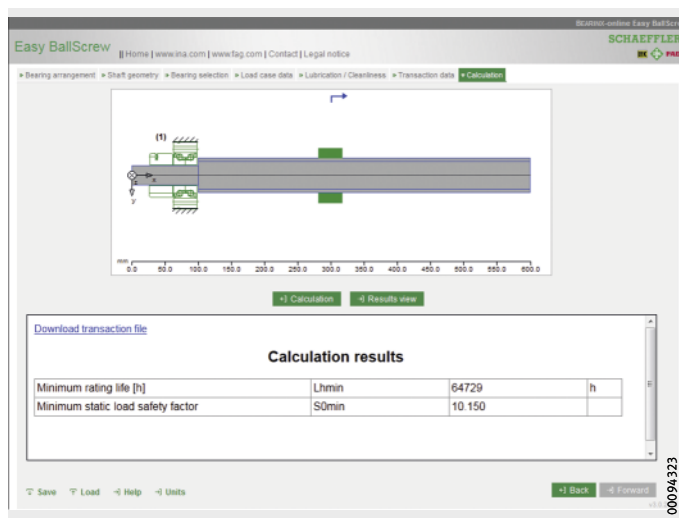 BEARINX-online Easy BallScre
Easy BallScrew || Home | www.ina.com | www.fag.com | Contact | Legal notice
SCHAEFFLER
INA FAG
Bearing arrangement Shaft geometry Bearing selection Load case data Lubrication / Cleanliness Transaction data Calculation
(1)
x
z
y
mm
0.0 50.0 100.0 150.0 200.0 250.0 300.0 350.0 400.0 450.0 500.0 550.0 600.0
Calculation Results view
Download transaction file
Calculation results
Minimum rating life [h] Lhmin 64729 h
Minimum static load safety factor S0min 10.150
Save Load Help Units Back Forward
00094323